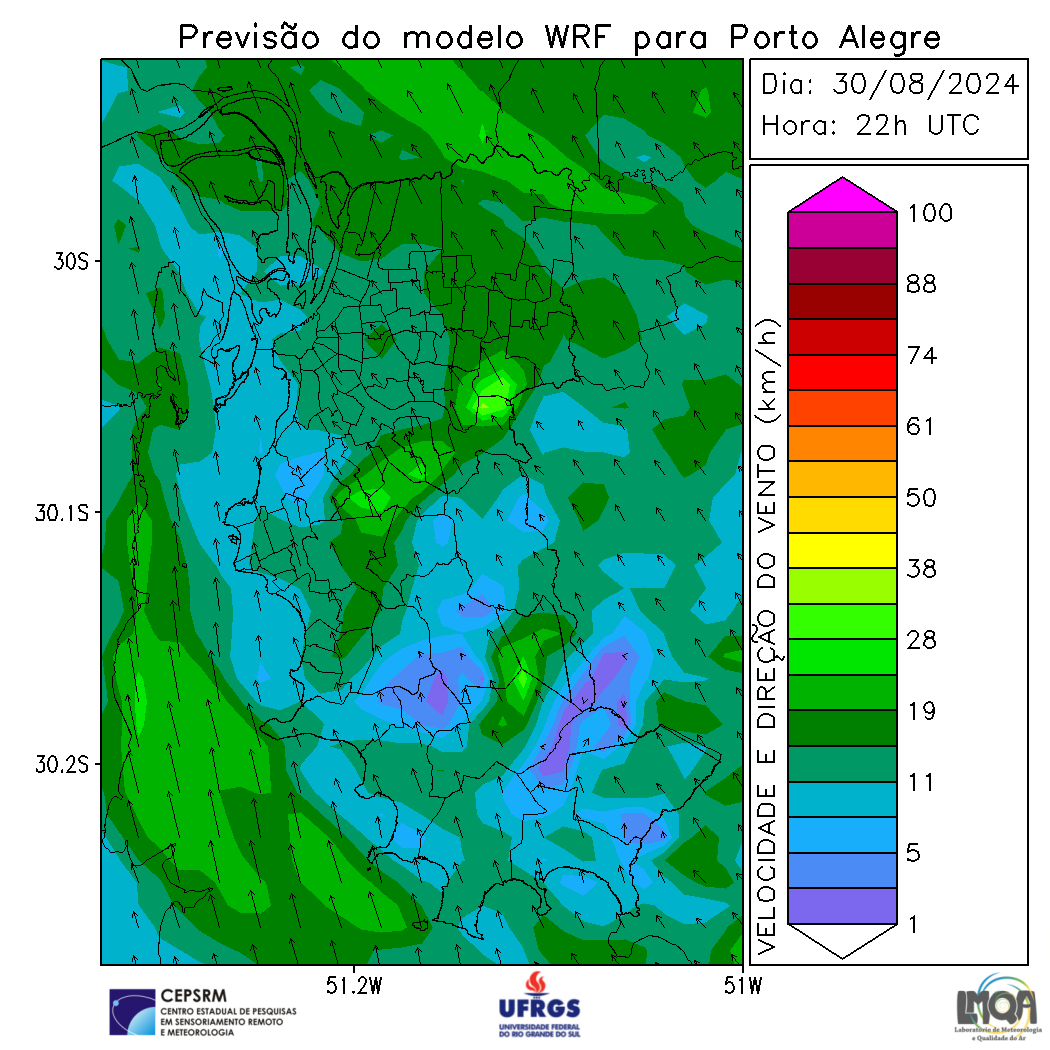 Previsão do modelo WRF para Porto Alegre
Dia: 30/08/2024
Hora: 22h UTC
30S
30.1S
30.2S
51.2W
51W
VELOCIDADE E DIREÇÃO DO VENTO (km/h)
100
88
74
61
50
38
28
19
11
5
1
CEPSRM
CENTRO ESTADUAL DE PESQUISAS
EM SENSORIAMENTO REMOTO
E METEOROLOGIA
UFRGS
UNIVERSIDADE FEDERAL
DO RIO GRANDE DO SUL
LMQA
Laboratório de Meteorologia
e Qualidade do Ar